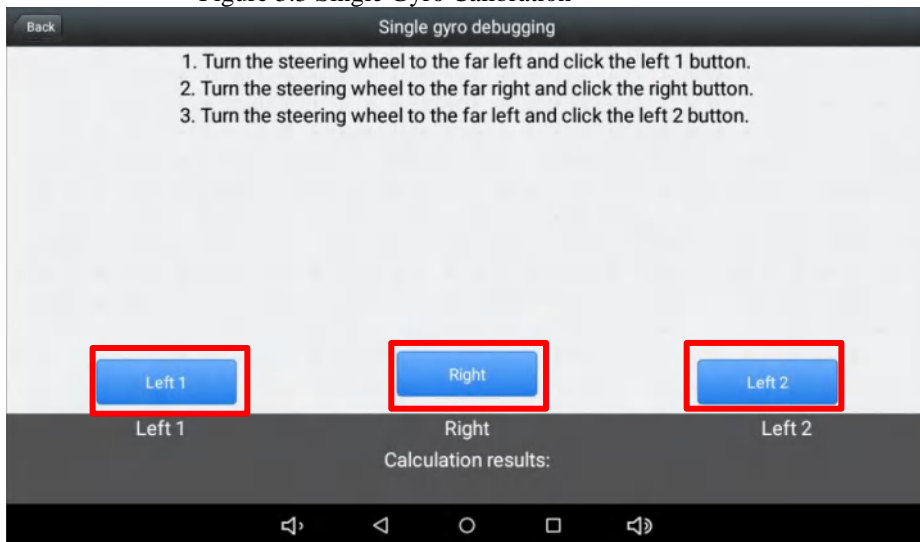 Back
Single gyro debugging
1. Turn the steering wheel to the far left and click the left 1 button.
2. Turn the steering wheel to the far right and click the right button.
3. Turn the steering wheel to the far left and click the left 2 button.
Left 1
Right
Left 2
Left 1
Right
Left 2
Calculation results: